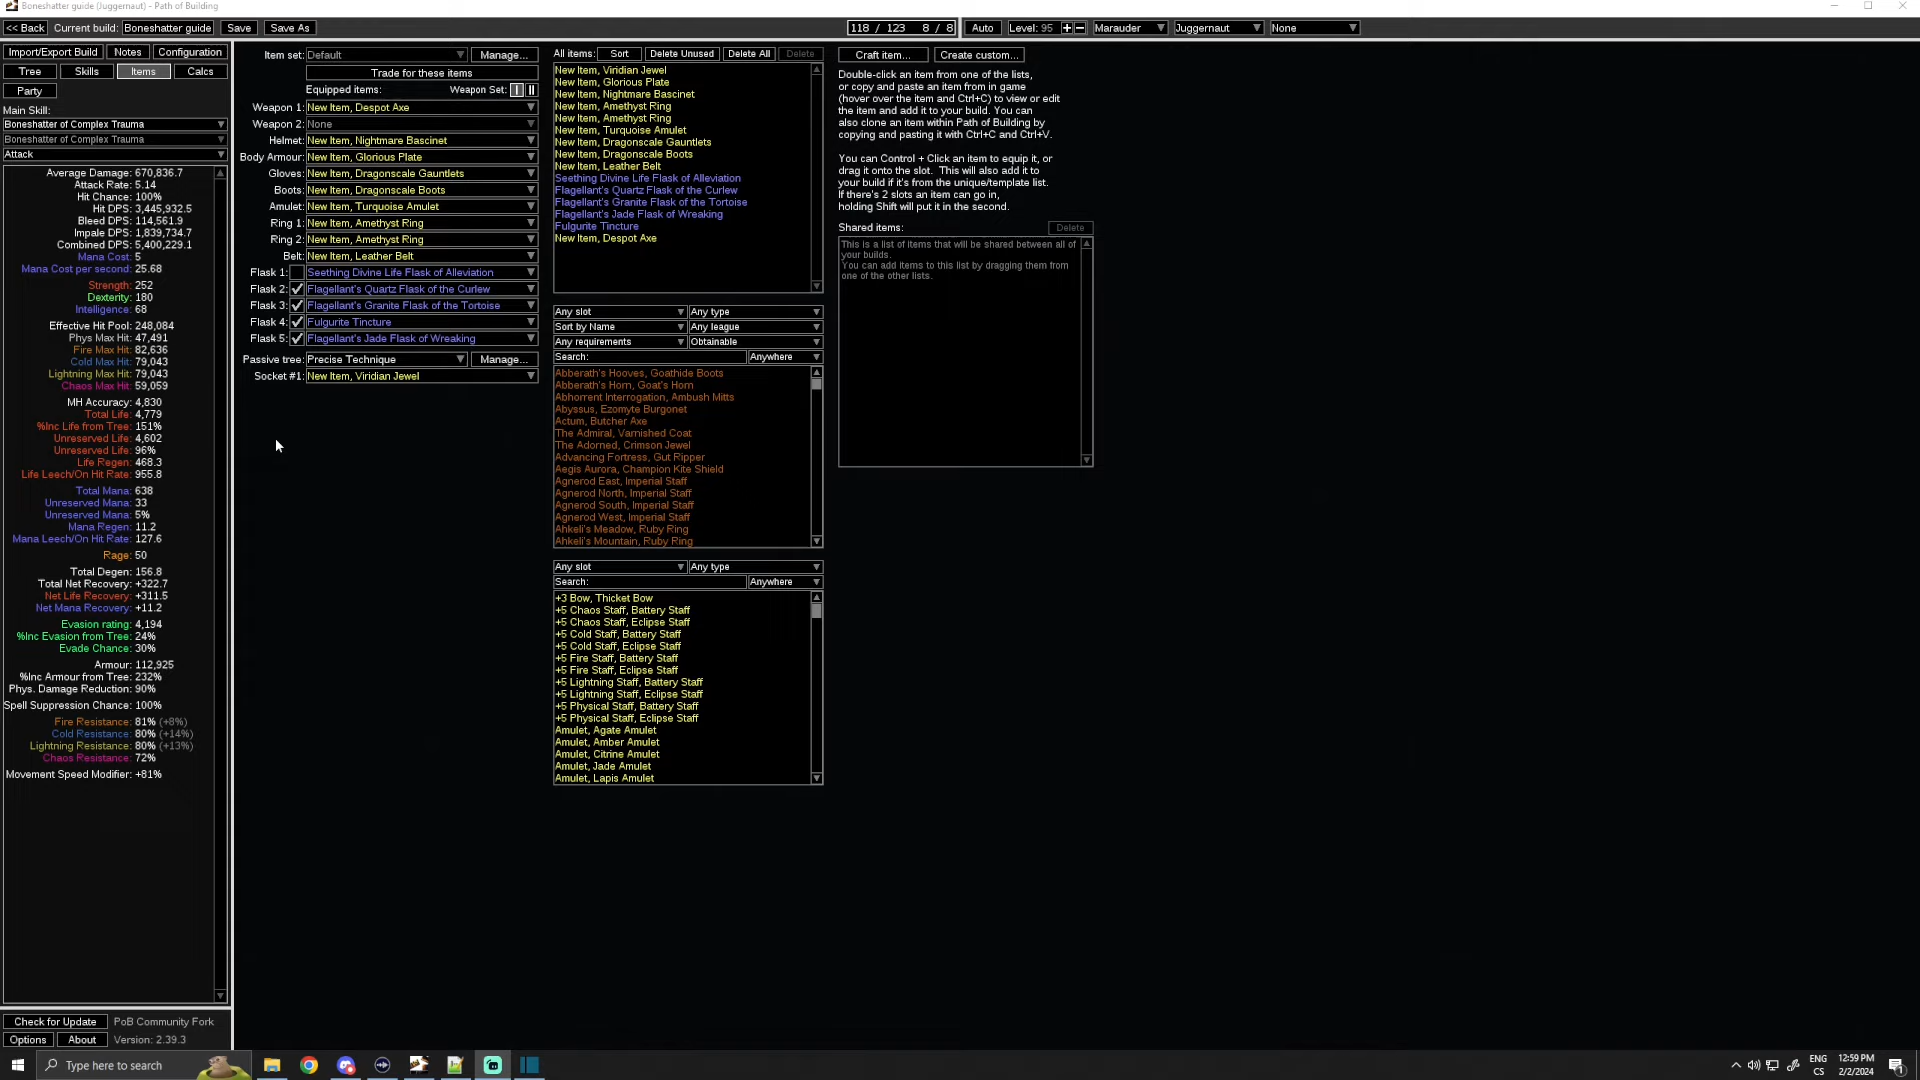 Boneshatter guide (Juggernaut) - Path of Building
<< Back
Current build: Boneshatter guide
Save
Save As
118 / 123 8 / 8
Auto
Level: 95
Marauder
Juggernaut
None
Import/Export Build
Notes
Configuration
Tree
Skills
Items
Calcs
Party
Main Skill:
Boneshatter of Complex Trauma
Boneshatter of Complex Trauma
Attack
Average Damage: 670,836.7
Attack Rate: 5.14
Hit Chance: 100%
Hit DPS: 3,445,932.5
Bleed DPS: 114,561.9
Impale DPS: 1,839,734.7
Combined DPS: 5,400,229.1
Mana Cost: 5
Mana Cost per second: 25.68
Strength: 252
Dexterity: 180
Intelligence: 68
Effective Hit Pool: 248,084
Phys Max Hit: 47,491
Fire Max Hit: 82,636
Cold Max Hit: 79,043
Lightning Max Hit: 79,043
Chaos Max Hit: 59,059
MH Accuracy: 4,830
Total Life: 4,779
%Inc Life from Tree: 151%
Unreserved Life: 4,602
Unreserved Life: 96%
Life Regen: 468.3
Life Leech/On Hit Rate: 955.8
Total Mana: 638
Unreserved Mana: 33
Unreserved Mana: 5%
Mana Regen: 11.2
Mana Leech/On Hit Rate: 127.6
Rage: 50
Total Degen: 156.8
Total Net Recovery: +322.7
Net Life Recovery: +311.5
Net Mana Recovery: +11.2
Evasion rating: 4,194
%Inc Evasion from Tree: 24%
Evade Chance: 30%
Armour: 112,925
%Inc Armour from Tree: 232%
Phys. Damage Reduction: 90%
Spell Suppression Chance: 100%
Fire Resistance: 81% (+8%)
Cold Resistance: 80% (+14%)
Lightning Resistance: 80% (+13%)
Chaos Resistance: 72%
Movement Speed Modifier: +81%
Check for Update
PoB Community Fork
Options
About
Version: 2.39.3
Item set: Default
Manage...
Trade for these items
Equipped items:
Weapon Set: I II
Weapon 1: New Item, Despot Axe
Weapon 2: None
Helmet: New Item, Nightmare Bascinet
Body Armour: New Item, Glorious Plate
Gloves: New Item, Dragonscale Gauntlets
Boots: New Item, Dragonscale Boots
Amulet: New Item, Turquoise Amulet
Ring 1: New Item, Amethyst Ring
Ring 2: New Item, Amethyst Ring
Belt: New Item, Leather Belt
Flask 1: Seething Divine Life Flask of Alleviation
Flask 2: Flagellant's Quartz Flask of the Curlew
Flask 3: Flagellant's Granite Flask of the Tortoise
Flask 4: Fulgurite Tincture
Flask 5: Flagellant's Jade Flask of Wreaking
Passive tree: Precise Technique
Manage...
Socket #1: New Item, Viridian Jewel
All items:
Sort
Delete Unused
Delete All
Delete
New Item, Viridian Jewel
New Item, Glorious Plate
New Item, Nightmare Bascinet
New Item, Amethyst Ring
New Item, Amethyst Ring
New Item, Turquoise Amulet
New Item, Dragonscale Gauntlets
New Item, Dragonscale Boots
New Item, Leather Belt
Seething Divine Life Flask of Alleviation
Flagellant's Quartz Flask of the Curlew
Flagellant's Granite Flask of the Tortoise
Flagellant's Jade Flask of Wreaking
Fulgurite Tincture
New Item, Despot Axe
Any slot
Any type
Sort by Name
Any league
Any requirements
Obtainable
Search:
Anywhere
Abberath's Hooves, Goathide Boots
Abberath's Horn, Goat's Horn
Abhorrent Interrogation, Ambush Mitts
Abyssus, Ezomyte Burgonet
Actum, Butcher Axe
The Admiral, Varnished Coat
The Adorned, Crimson Jewel
Advancing Fortress, Gut Ripper
Aegis Aurora, Champion Kite Shield
Agnerod East, Imperial Staff
Agnerod North, Imperial Staff
Agnerod South, Imperial Staff
Agnerod West, Imperial Staff
Ahkeli's Meadow, Ruby Ring
Ahkeli's Mountain, Ruby Ring
Any slot
Any type
Search:
Anywhere
+3 Bow, Thicket Bow
+5 Chaos Staff, Battery Staff
+5 Chaos Staff, Eclipse Staff
+5 Cold Staff, Battery Staff
+5 Cold Staff, Eclipse Staff
+5 Fire Staff, Battery Staff
+5 Fire Staff, Eclipse Staff
+5 Lightning Staff, Battery Staff
+5 Lightning Staff, Eclipse Staff
+5 Physical Staff, Battery Staff
+5 Physical Staff, Eclipse Staff
Amulet, Agate Amulet
Amulet, Amber Amulet
Amulet, Citrine Amulet
Amulet, Jade Amulet
Amulet, Lapis Amulet
Craft item...
Create custom...
Double-click an item from one of the lists,
or copy and paste an item from in game
(hover over the item and Ctrl+C) to view or edit
the item and add it to your build. You can
also clone an item within Path of Building by
copying and pasting it with Ctrl+C and Ctrl+V.
You can Control + Click an item to equip it, or
drag it onto the slot. This will also add it to
your build if it's from the unique/template list.
If there's 2 slots an item can go in,
holding Shift will put it in the second.
Shared items:
Delete
This is a list of items that will be shared between all of
your builds.
You can add items to this list by dragging them from
one of the other lists.
Type here to search
ENG
CS
12:59 PM
2/2/2024